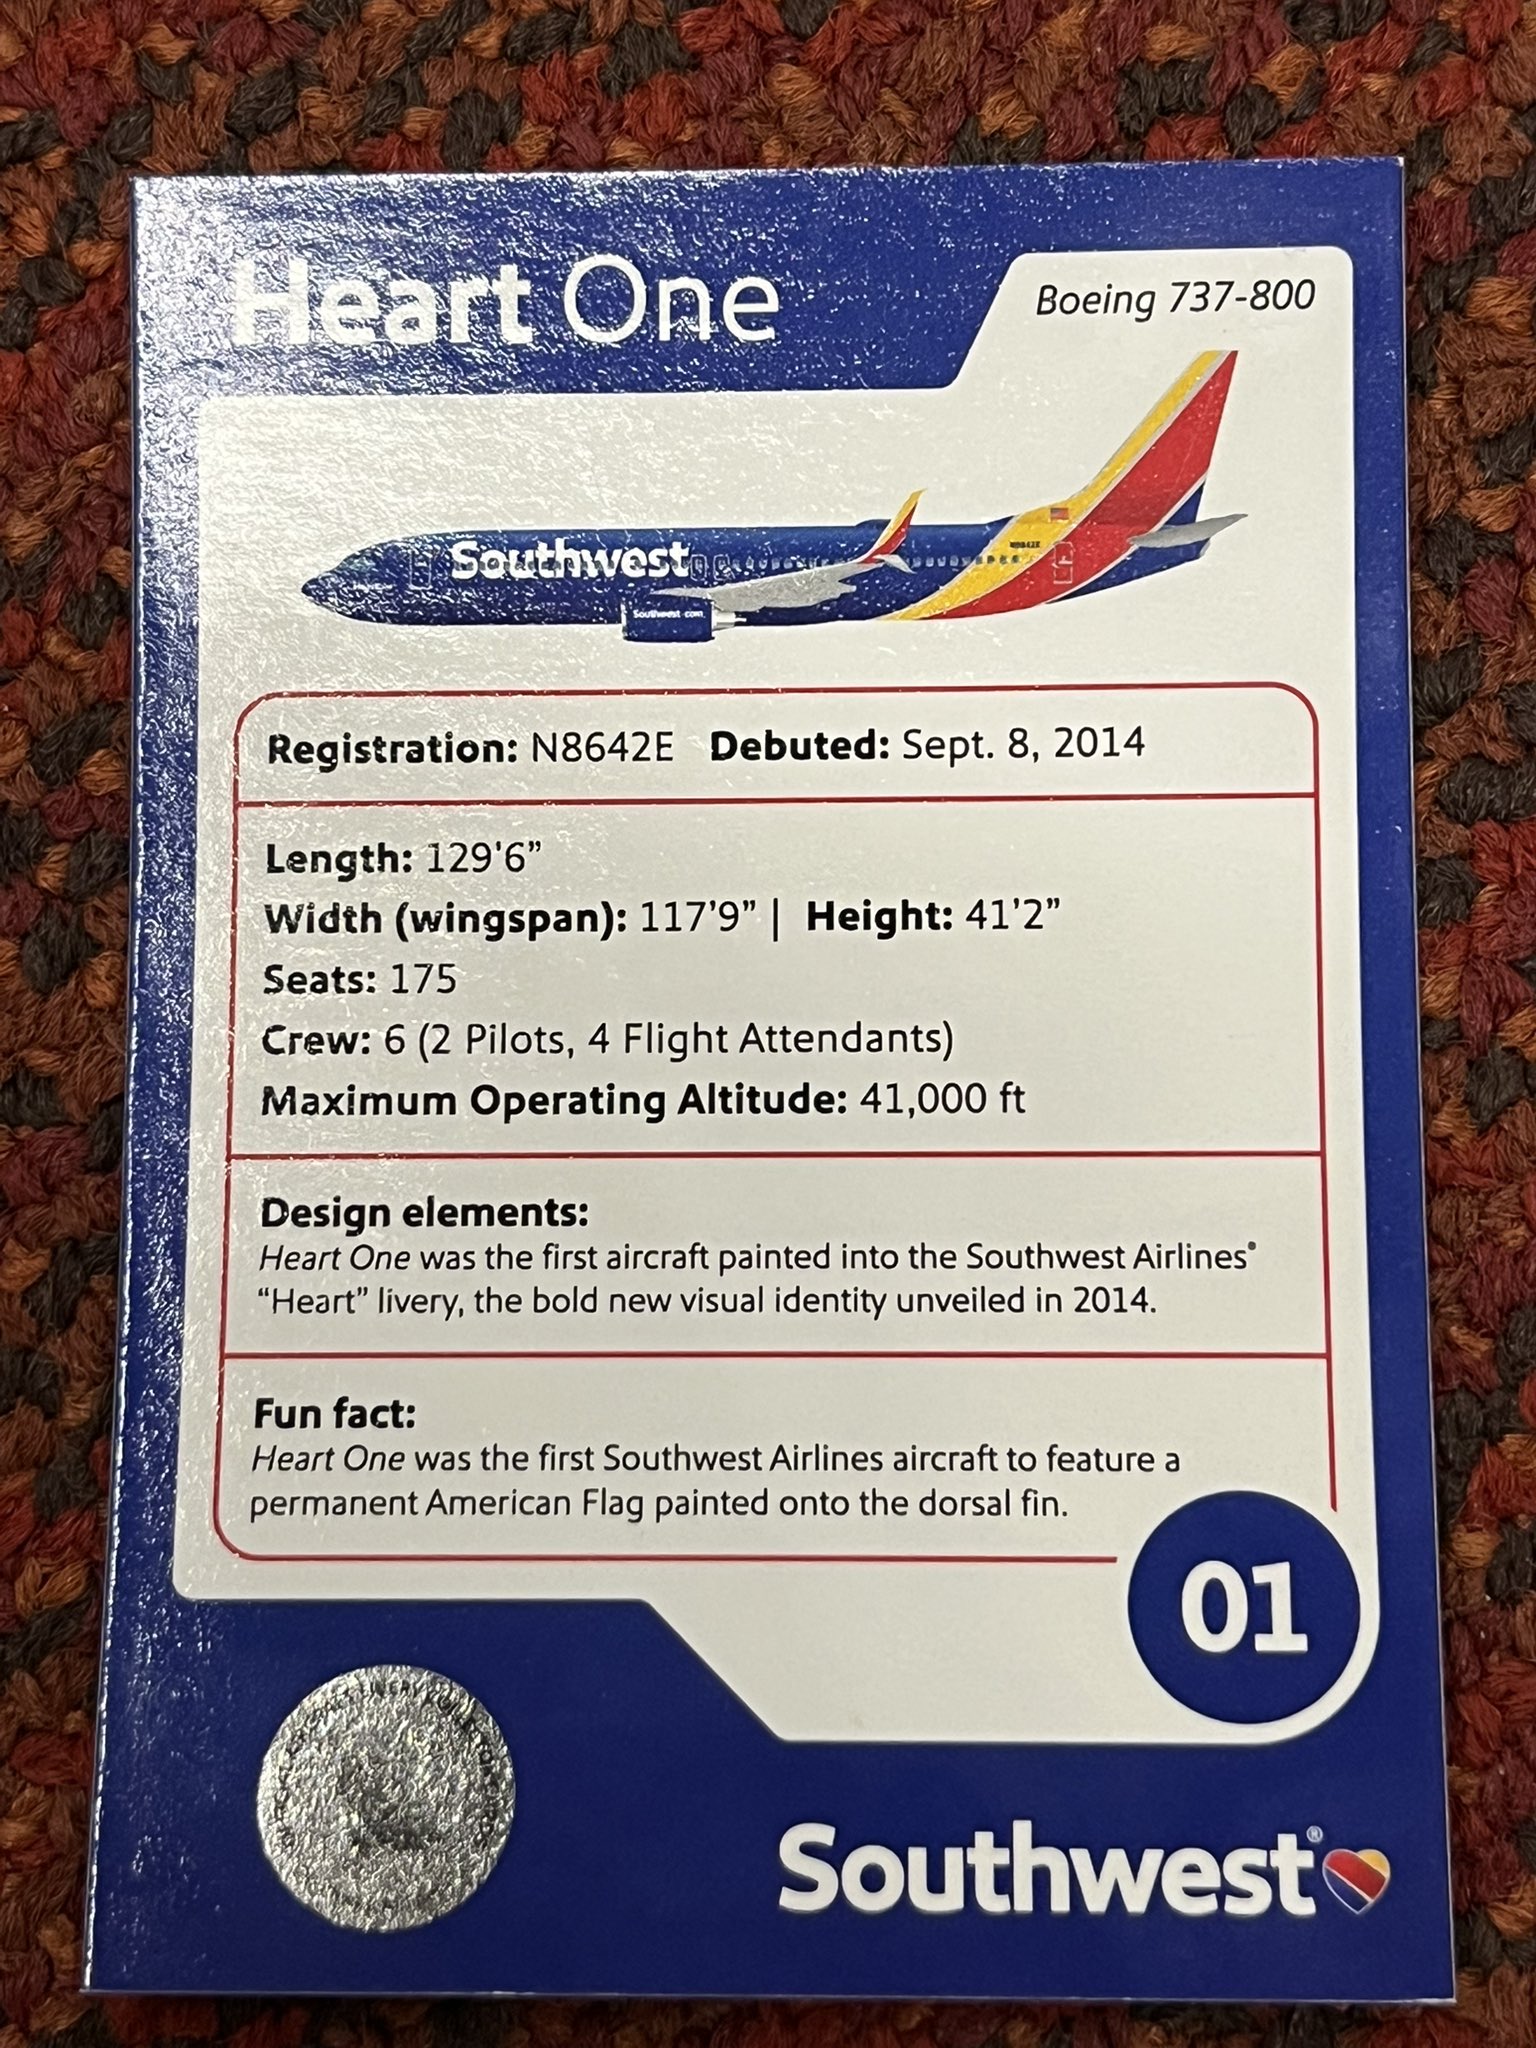 Heart One
Boeing 737-800
Southwest
N8642E
Southwest.com
Registration: N8642E Debuted: Sept. 8, 2014
Length: 129'6”
Width (wingspan): 117'9” | Height: 41'2”
Seats: 175
Crew: 6 (2 Pilots, 4 Flight Attendants)
Maximum Operating Altitude: 41,000 ft
Design elements:
Heart One was the first aircraft painted into the Southwest Airlines®
“Heart” livery, the bold new visual identity unveiled in 2014.
Fun fact:
Heart One was the first Southwest Airlines aircraft to feature a
permanent American Flag painted onto the dorsal fin.
01
Southwest®